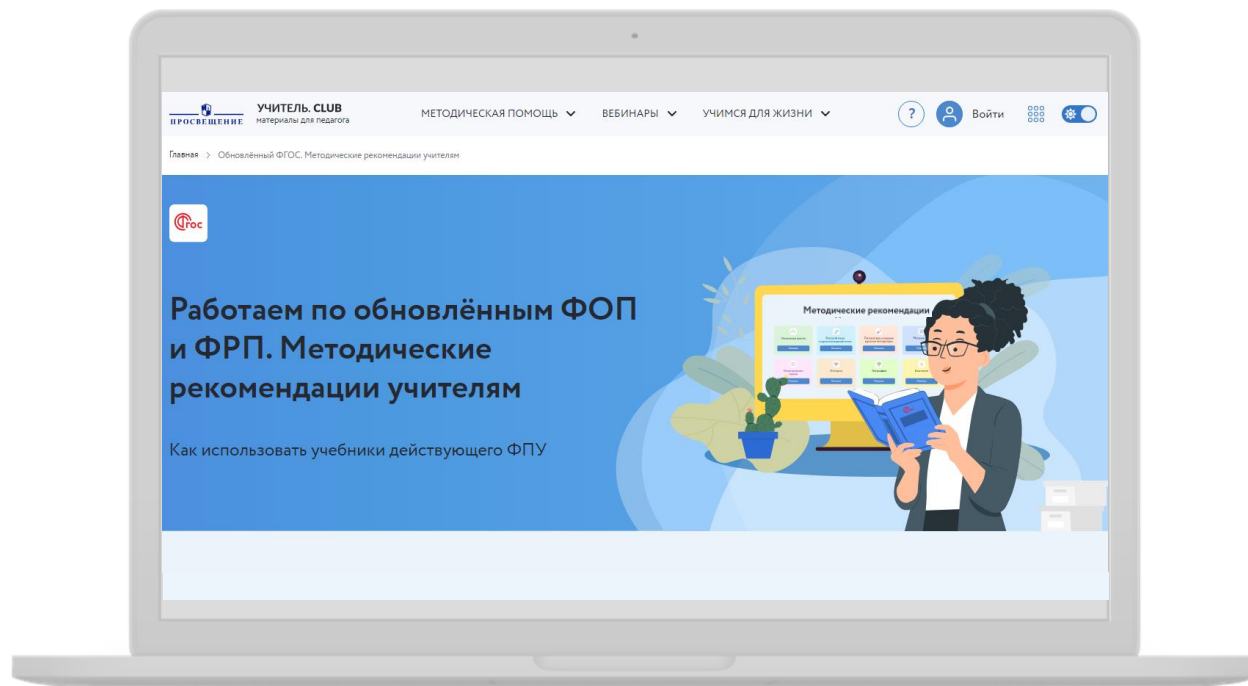 ПРОСВЕЩЕНИЕ
УЧИТЕЛЬ. CLUB
материалы для педагога
МЕТОДИЧЕСКАЯ ПОМОЩЬ
ВЕБИНАРЫ
УЧИМСЯ ДЛЯ ЖИЗНИ
?
Войти
Главная > Обновлённый ФГОС. Методические рекомендации учителям
Фгос
Работаем по обновлённым ФОП
и ФРП. Методические
рекомендации учителям
Как использовать учебники действующего ФПУ
Методические рекомендации